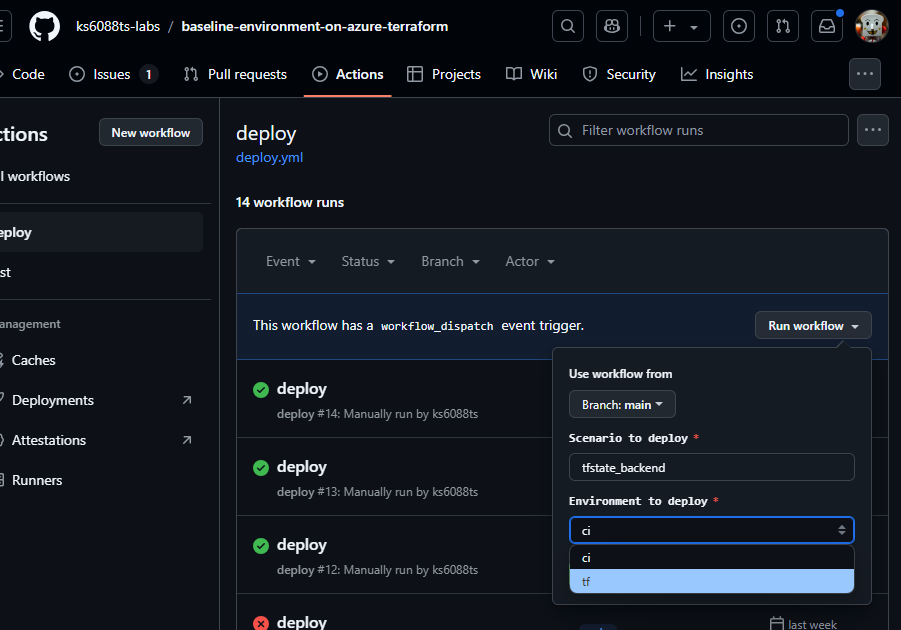 ks6088ts-labs / baseline-environment-on-azure-terraform
Code Issues 1 Pull requests Actions Projects Wiki Security Insights
ctions
New workflow
l workflows
eploy
st
anagement
Caches
Deployments
Attestations
Runners
deploy
Filter workflow runs
deploy.yml
14 workflow runs
Event Status Branch Actor
This workflow has a workflow_dispatch event trigger.
Run workflow
Use workflow from
Branch: main
Scenario to deploy *
tfstate_backend
Environment to deploy *
ci
ci
tf
deploy
deploy #14: Manually run by ks6088ts
deploy
deploy #13: Manually run by ks6088ts
deploy
deploy #12: Manually run by ks6088ts
deploy
last week